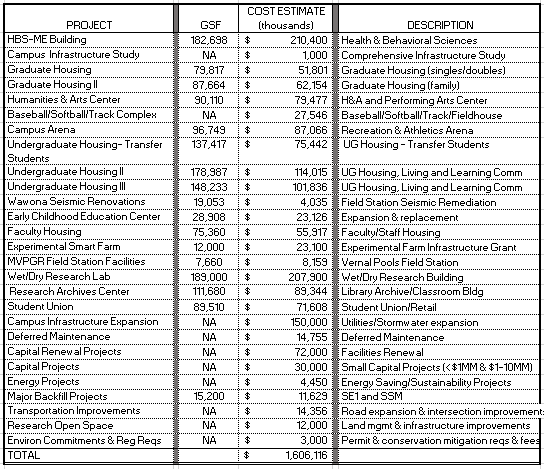 COST ESTIMATE
PROJECT GSF (thousands) DESCRIPTION
HBS-ME Building 182,698 $ 210,400 Health & Behavioral Sciences
Campus Infrastructure Study NA $ 1,000 Comprehensive Infrastructure Study
Graduate Housing 79,817 $ 51,801 Graduate Housing (singles/doubles)
Graduate Housing II 87,664 $ 62,154 Graduate Housing (family)
Humanities & Arts Center 90,110 $ 79,477 H&A and Performing Arts Center
Baseball/Softball/Track Complex NA $ 27,546 Baseball/Softball/Track/Fieldhouse
Campus Arena 96,749 $ 87,066 Recreation & Athletics Arena
Undergraduate Housing- Transfer 137,417 $ 75,442 UG Housing - Transfer Students
Students
Undergraduate Housing II 178,987 $ 114,015 UG Housing, Living and Learning Comm
Undergraduate Housing III 148,233 $ 101,836 UG Housing, Living and Learning Comm
Wawona Seismic Renovations 19,053 $ 4,035 Field Station Seismic Remediation
Early Childhood Education Center 28,908 $ 23,126 Expansion & replacement
Faculty Housing 75,360 $ 55,917 Faculty/Staff Housing
Experimental Smart Farm 12,000 $ 23,100 Experimental Farm Infrastructure Grant
MVPGR Field Station Facilities 7,660 $ 8,159 Vernal Pools Field Station
Wet/Dry Research Lab 189,000 $ 207,900 Wet/Dry Research Building
Research Archives Center 111,680 $ 89,344 Library Archive/Classroom Bldg
Student Union 89,510 $ 71,608 Student Union/Retail
Campus Infrastructure Expansion NA $ 150,000 Utilities/Stormwater expansion
Deferred Maintenance NA $ 14,755 Deferred Maintenance
Capital Renewal Projects NA $ 72,000 Facilities Renewal
Capital Projects NA $ 30,000 Small Capital Projects (<$1MM & $1-10MM)
Energy Projects NA $ 4,450 Energy Saving/Sustainability Projects
Major Backfill Projects 15,200 $ 11,629 SE1 and SSM
Transportation Improvements NA $ 14,356 Road expansion & intersection improvements
Research Open Space NA $ 12,000 Land mgmt & infrastructure improvements
Environ Commitments & Reg Reqs NA $ 3,000 Permit & conservation mitigation reqs & fees
TOTAL $ 1,606,116